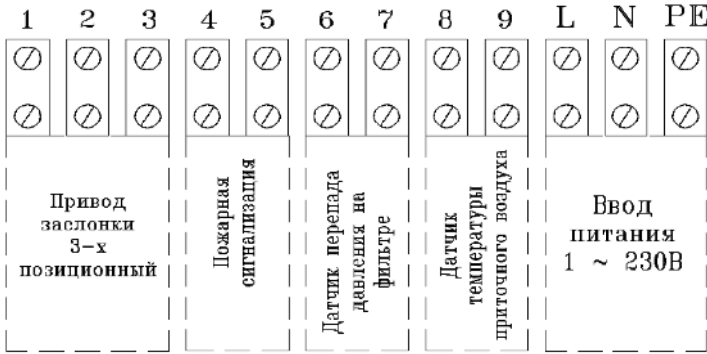 1 2 3 4 5 6 7 8 9 L N PE
Привод
заслонки
3-х
позиционный
Пожарная
сигнализация
Датчик перепада
давления на
фильтре
Датчик
температуры
приточного воздуха
Ввод
питания
1 ~ 230В